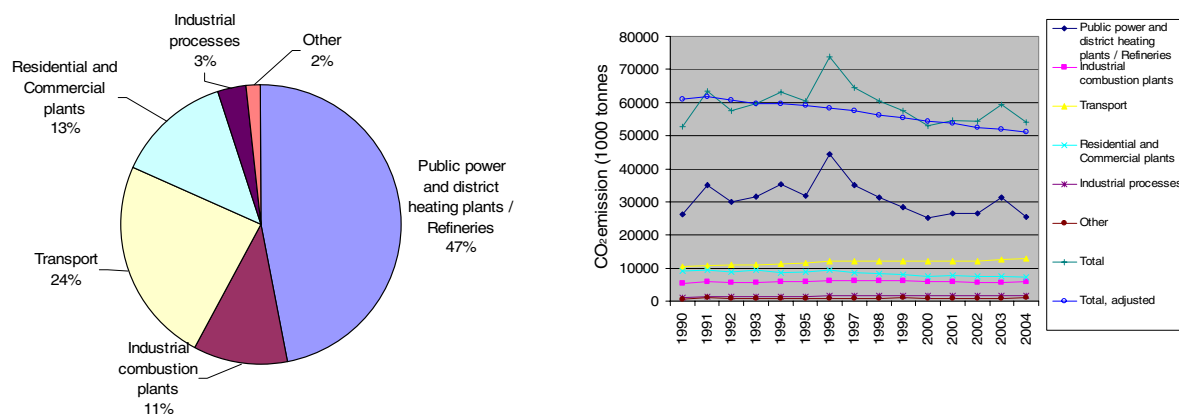 Industrial
processes
3%
Other
2%
Residential and
Commercial
plants
13%
Public power
and district
heating plants /
Refineries
47%
Transport
24%
Industrial
combustion
plants
11%
CO2 emission (1000 tonnes)
80000
70000
60000
50000
40000
30000
20000
10000
0
1990
1991
1992
1993
1994
1995
1996
1997
1998
1999
2000
2001
2002
2003
2004
Public power and
district heating
plants / Refineries
Industrial
combustion plants
Transport
Residential and
Commercial plants
Industrial processes
Other
Total
Total, adjusted